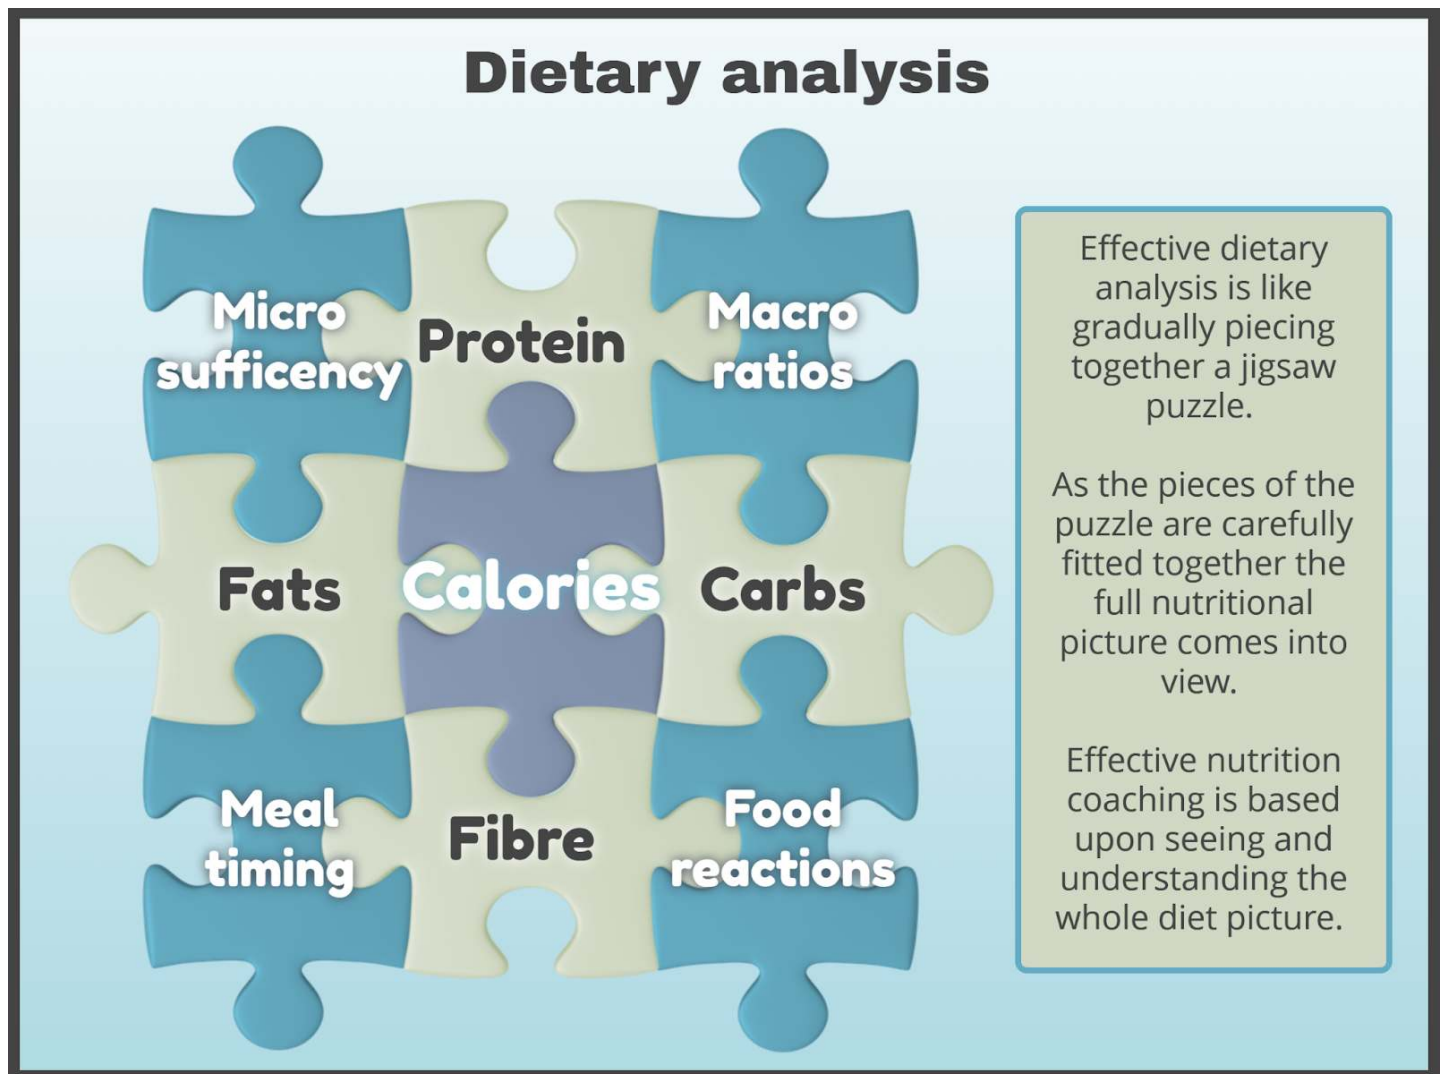 Dietary analysis
Micro
sufficency
Protein
Macro
ratios
Fats
Calories
Carbs
Meal
timing
Fibre
Food
reactions
Effective dietary
analysis is like
gradually piecing
together a jigsaw
puzzle.
As the pieces of the
puzzle are carefully
fitted together the
full nutritional
picture comes into
view.
Effective nutrition
coaching is based
upon seeing and
understanding the
whole diet picture.